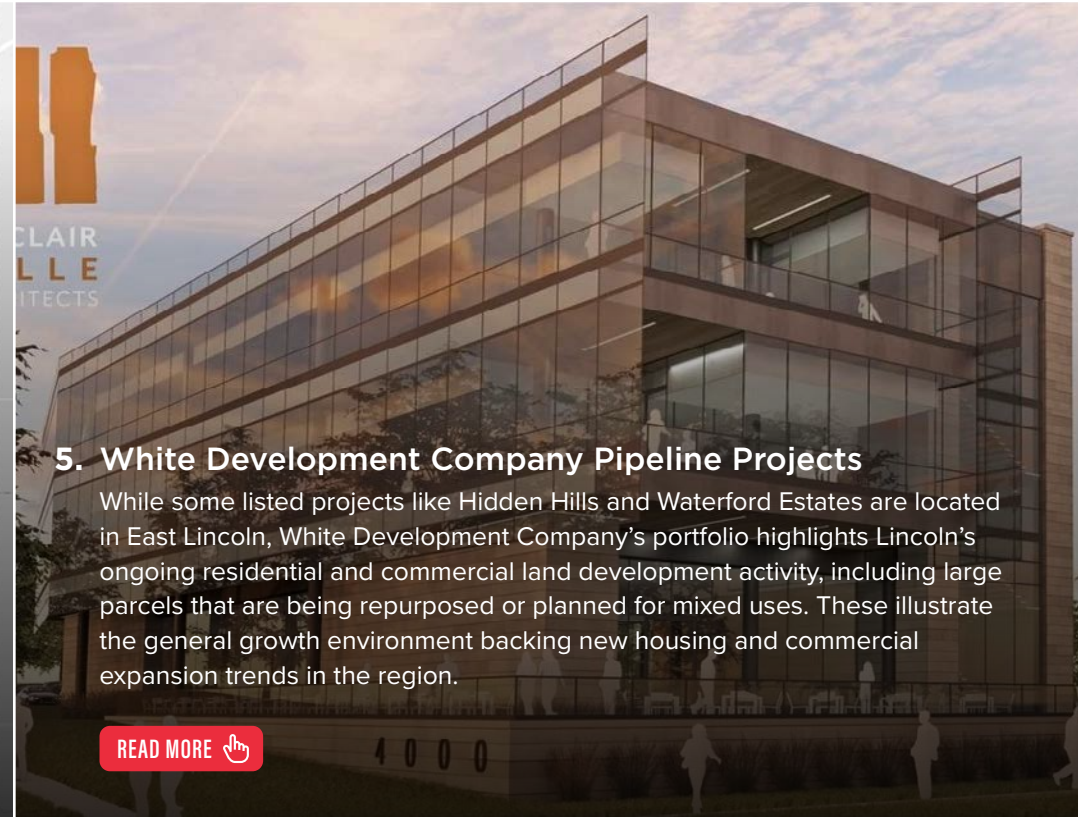 CLAIR
LLE
ITECTS
5. White Development Company Pipeline Projects
While some listed projects like Hidden Hills and Waterford Estates are located
in East Lincoln, White Development Company’s portfolio highlights Lincoln’s
ongoing residential and commercial land development activity, including large
parcels that are being repurposed or planned for mixed uses. These illustrate
the general growth environment backing new housing and commercial
expansion trends in the region.
READ MORE
4000